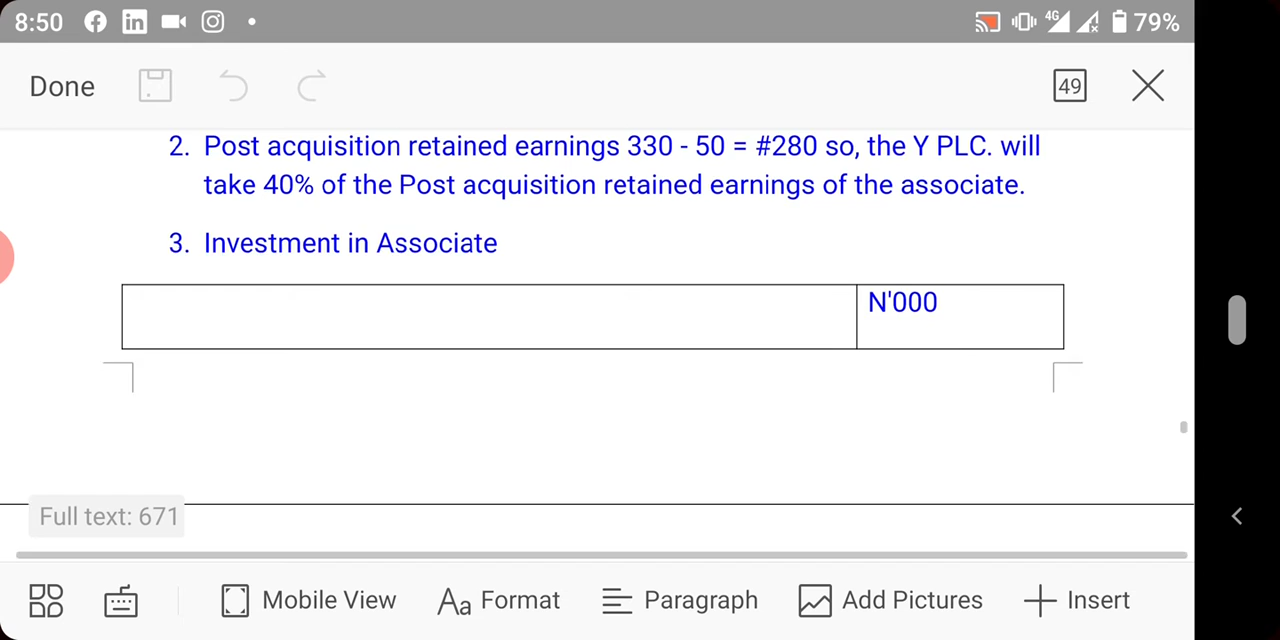 8:50 4G 79%
Done 49
2. Post acquisition retained earnings 330 - 50 = #280 so, the Y PLC. will
take 40% of the Post acquisition retained earnings of the associate.
3. Investment in Associate
N'000
Full text: 671
Mobile View Aa Format Paragraph Add Pictures Insert